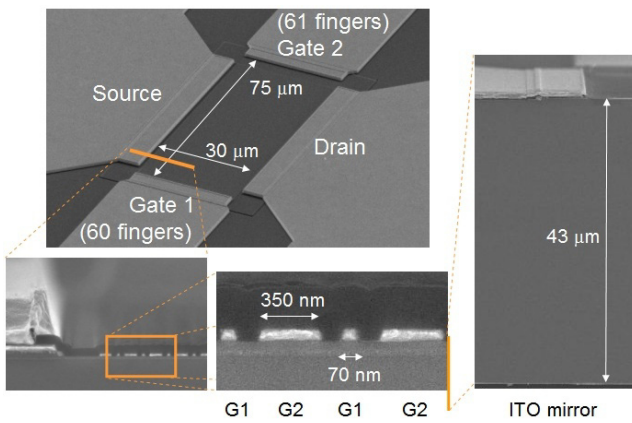 (61 fingers)
Gate 2
Source
75 μm
30 μm
Drain
Gate 1
(60 fingers)
43 μm
350 nm
70 nm
G1 G2 G1 G2
ITO mirror